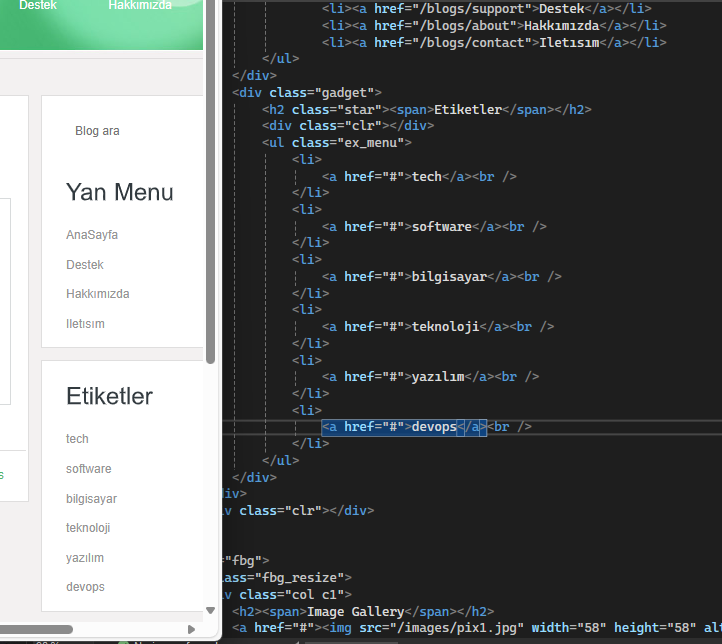 Destek
Hakkımızda
Blog ara
Yan Menu
AnaSayfa
Destek
Hakkımızda
Iletısım
Etiketler
tech
software
bilgisayar
teknoloji
yazılım
devops
s
<li><a href="/blogs/support">Destek</a></li>
<li><a href="/blogs/about">Hakkımızda</a></li>
<li><a href="/blogs/contact">Iletısım</a></li>
</ul>
</div>
<div class="gadget">
<h2 class="star"><span>Etiketler</span></h2>
<div class="clr"></div>
<ul class="ex_menu">
<li>
<a href="#">tech</a><br />
</li>
<li>
<a href="#">software</a><br />
</li>
<li>
<a href="#">bilgisayar</a><br />
</li>
<li>
<a href="#">teknoloji</a><br />
</li>
<li>
<a href="#">yazılım</a><br />
</li>
<li>
<a href="#">devops</a><br />
</li>
</ul>
</div>
iv>
v class="clr"></div>
="fbg">
ass="fbg_resize">
v class="col c1">
<h2><span>Image Gallery</span></h2>
<a href="#"><img src="/images/pix1.jpg" width="58" height="58" alt